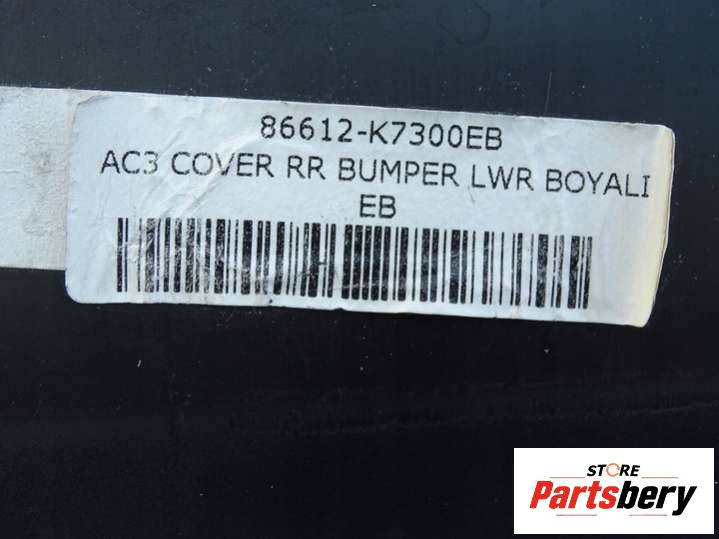 86612-K7300EB
AC3 COVER RR BUMPER LWR BOYALI
EB
STORE
Partsbery